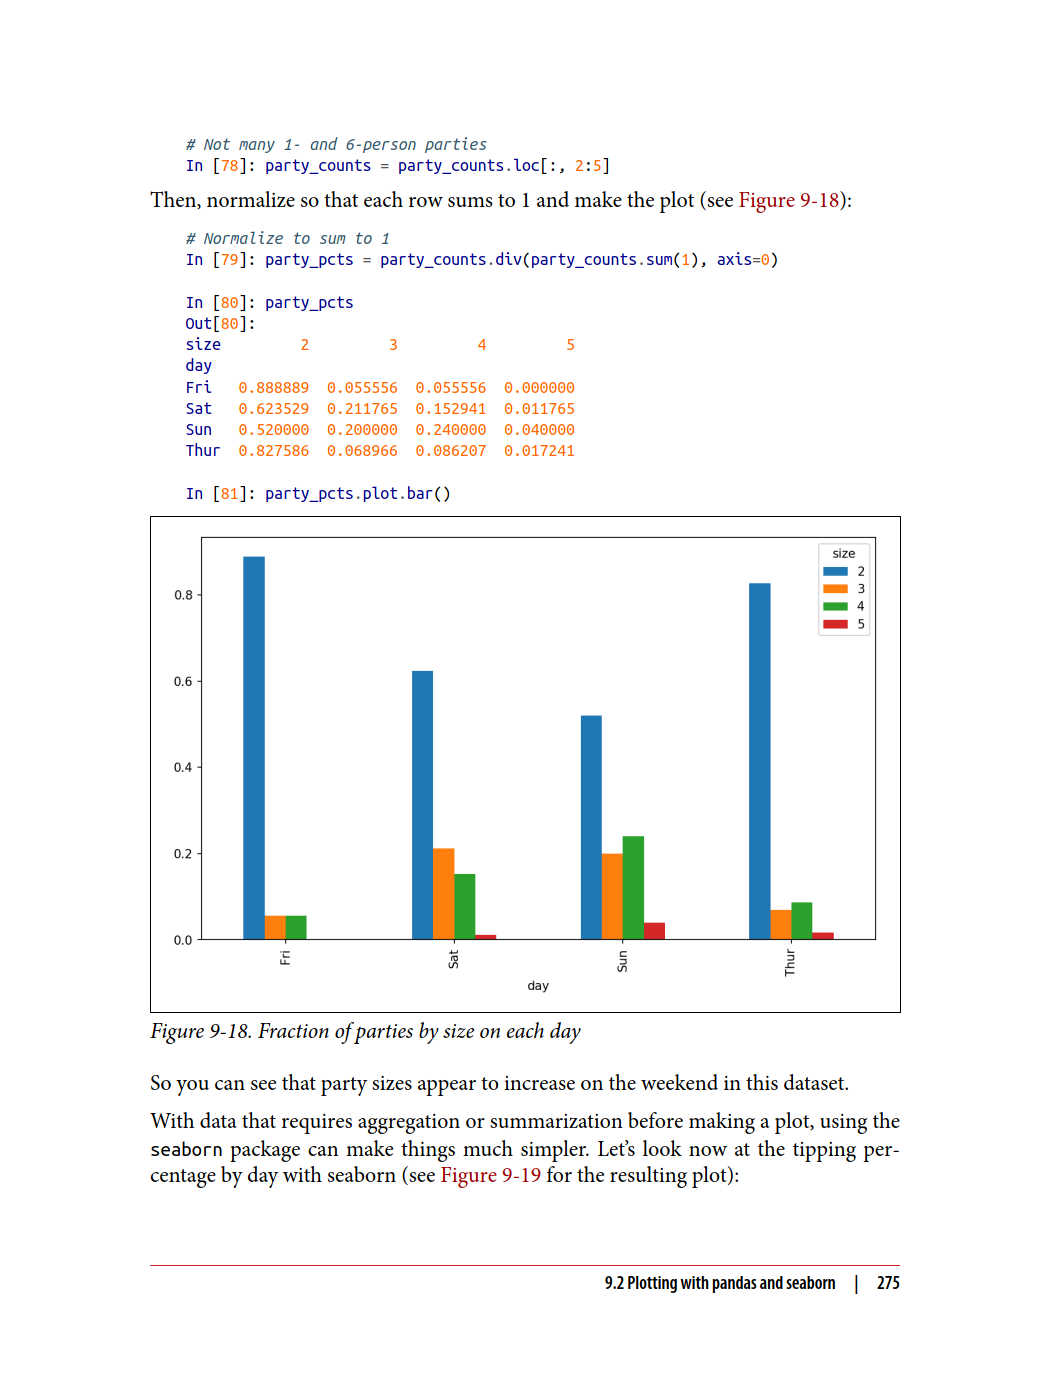 # Not many 1- and 6-person parties
In [78]: party_counts = party_counts.loc[:, 2:5]
Then, normalize so that each row sums to 1 and make the plot (see Figure 9-18):
# Normalize to sum to 1
In [79]: party_pcts = party_counts.div(party_counts.sum(1), axis=0)
In [80]: party_pcts
Out[80]:
size 2 3 4 5
day
Fri 0.888889 0.055556 0.055556 0.000000
Sat 0.623529 0.211765 0.152941 0.011765
Sun 0.520000 0.200000 0.240000 0.040000
Thur 0.827586 0.068966 0.086207 0.017241
In [81]: party_pcts.plot.bar()
size
2
3
4
5
0.8
0.6
0.4
0.2
0.0
Fri
Sat
Sun
Thur
day
Figure 9-18. Fraction of parties by size on each day
So you can see that party sizes appear to increase on the weekend in this dataset.
With data that requires aggregation or summarization before making a plot, using the
seaborn package can make things much simpler. Let's look now at the tipping per-
centage by day with seaborn (see Figure 9-19 for the resulting plot):
9.2 Plotting with pandas and seaborn | 275